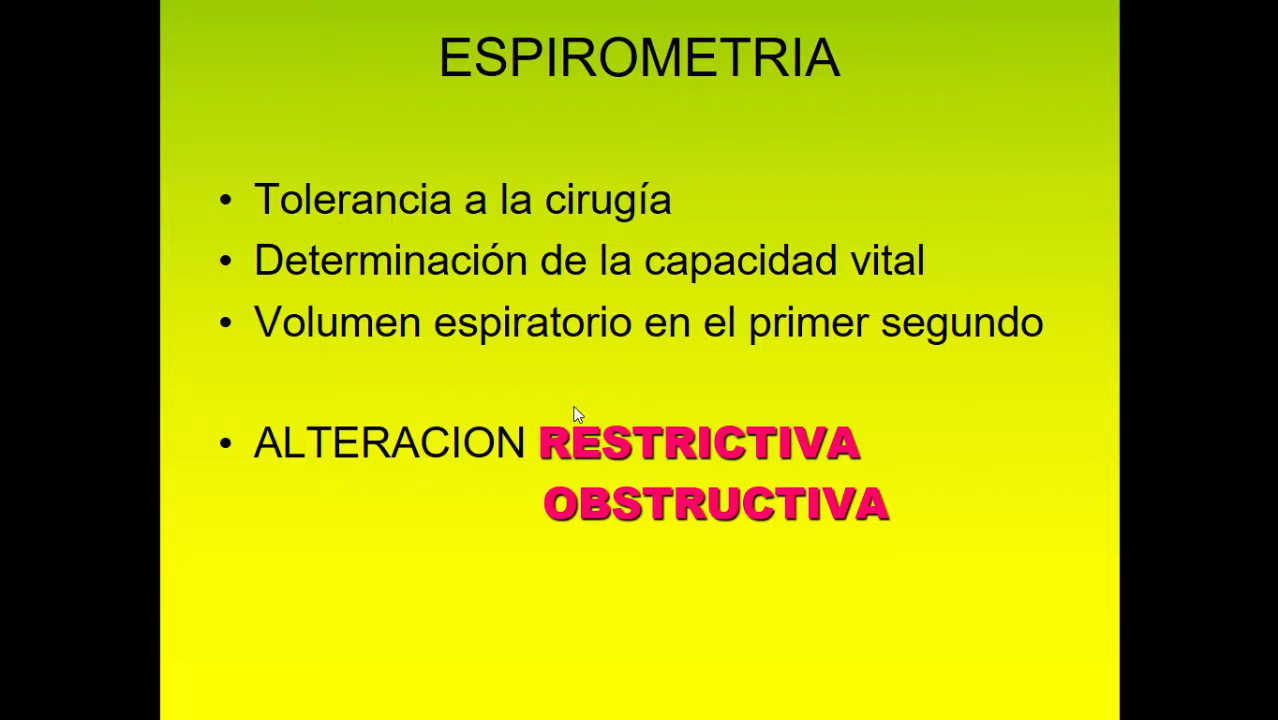 ESPIROMETRIA
• Tolerancia a la cirugía
• Determinación de la capacidad vital
• Volumen espiratorio en el primer segundo
• ALTERACION RESTRICTIVA
OBSTRUCTIVA